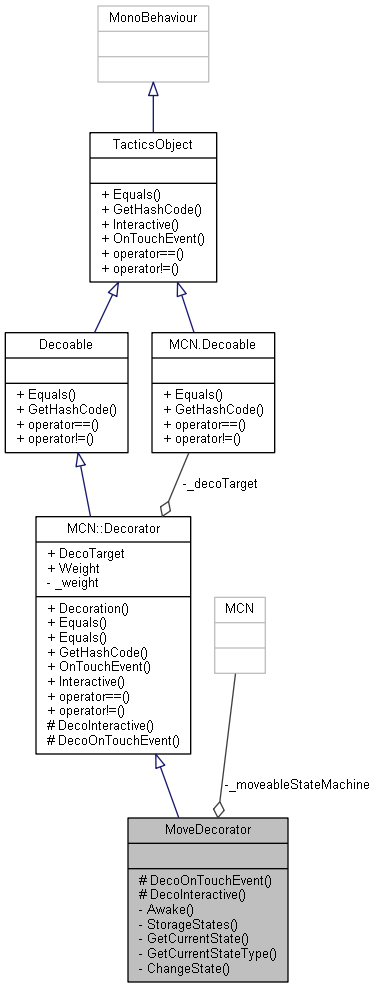 MonoBehaviour
TacticsObject
+ Equals()
+ GetHashCode()
+ Interactive()
+ OnTouchEvent()
+ operator==()
+ operator!=()
Decoable
+ Equals()
+ GetHashCode()
+ operator==()
+ operator!=()
MCN.Decoable
+ Equals()
+ GetHashCode()
+ operator==()
+ operator!=()
-_decoTarget
MCN::Decorator
+ DecoTarget
+ Weight
- _weight
+ Decoration()
+ Equals()
+ Equals()
+ GetHashCode()
+ OnTouchEvent()
+ Interactive()
+ operator==()
+ operator!=()
# DecoInteractive()
# DecoOnTouchEvent()
MCN
-_moveableStateMachine
MoveDecorator
# DecoOnTouchEvent()
# DecoInteractive()
- Awake()
- StorageStates()
- GetCurrentState()
- GetCurrentStateType()
- ChangeState()